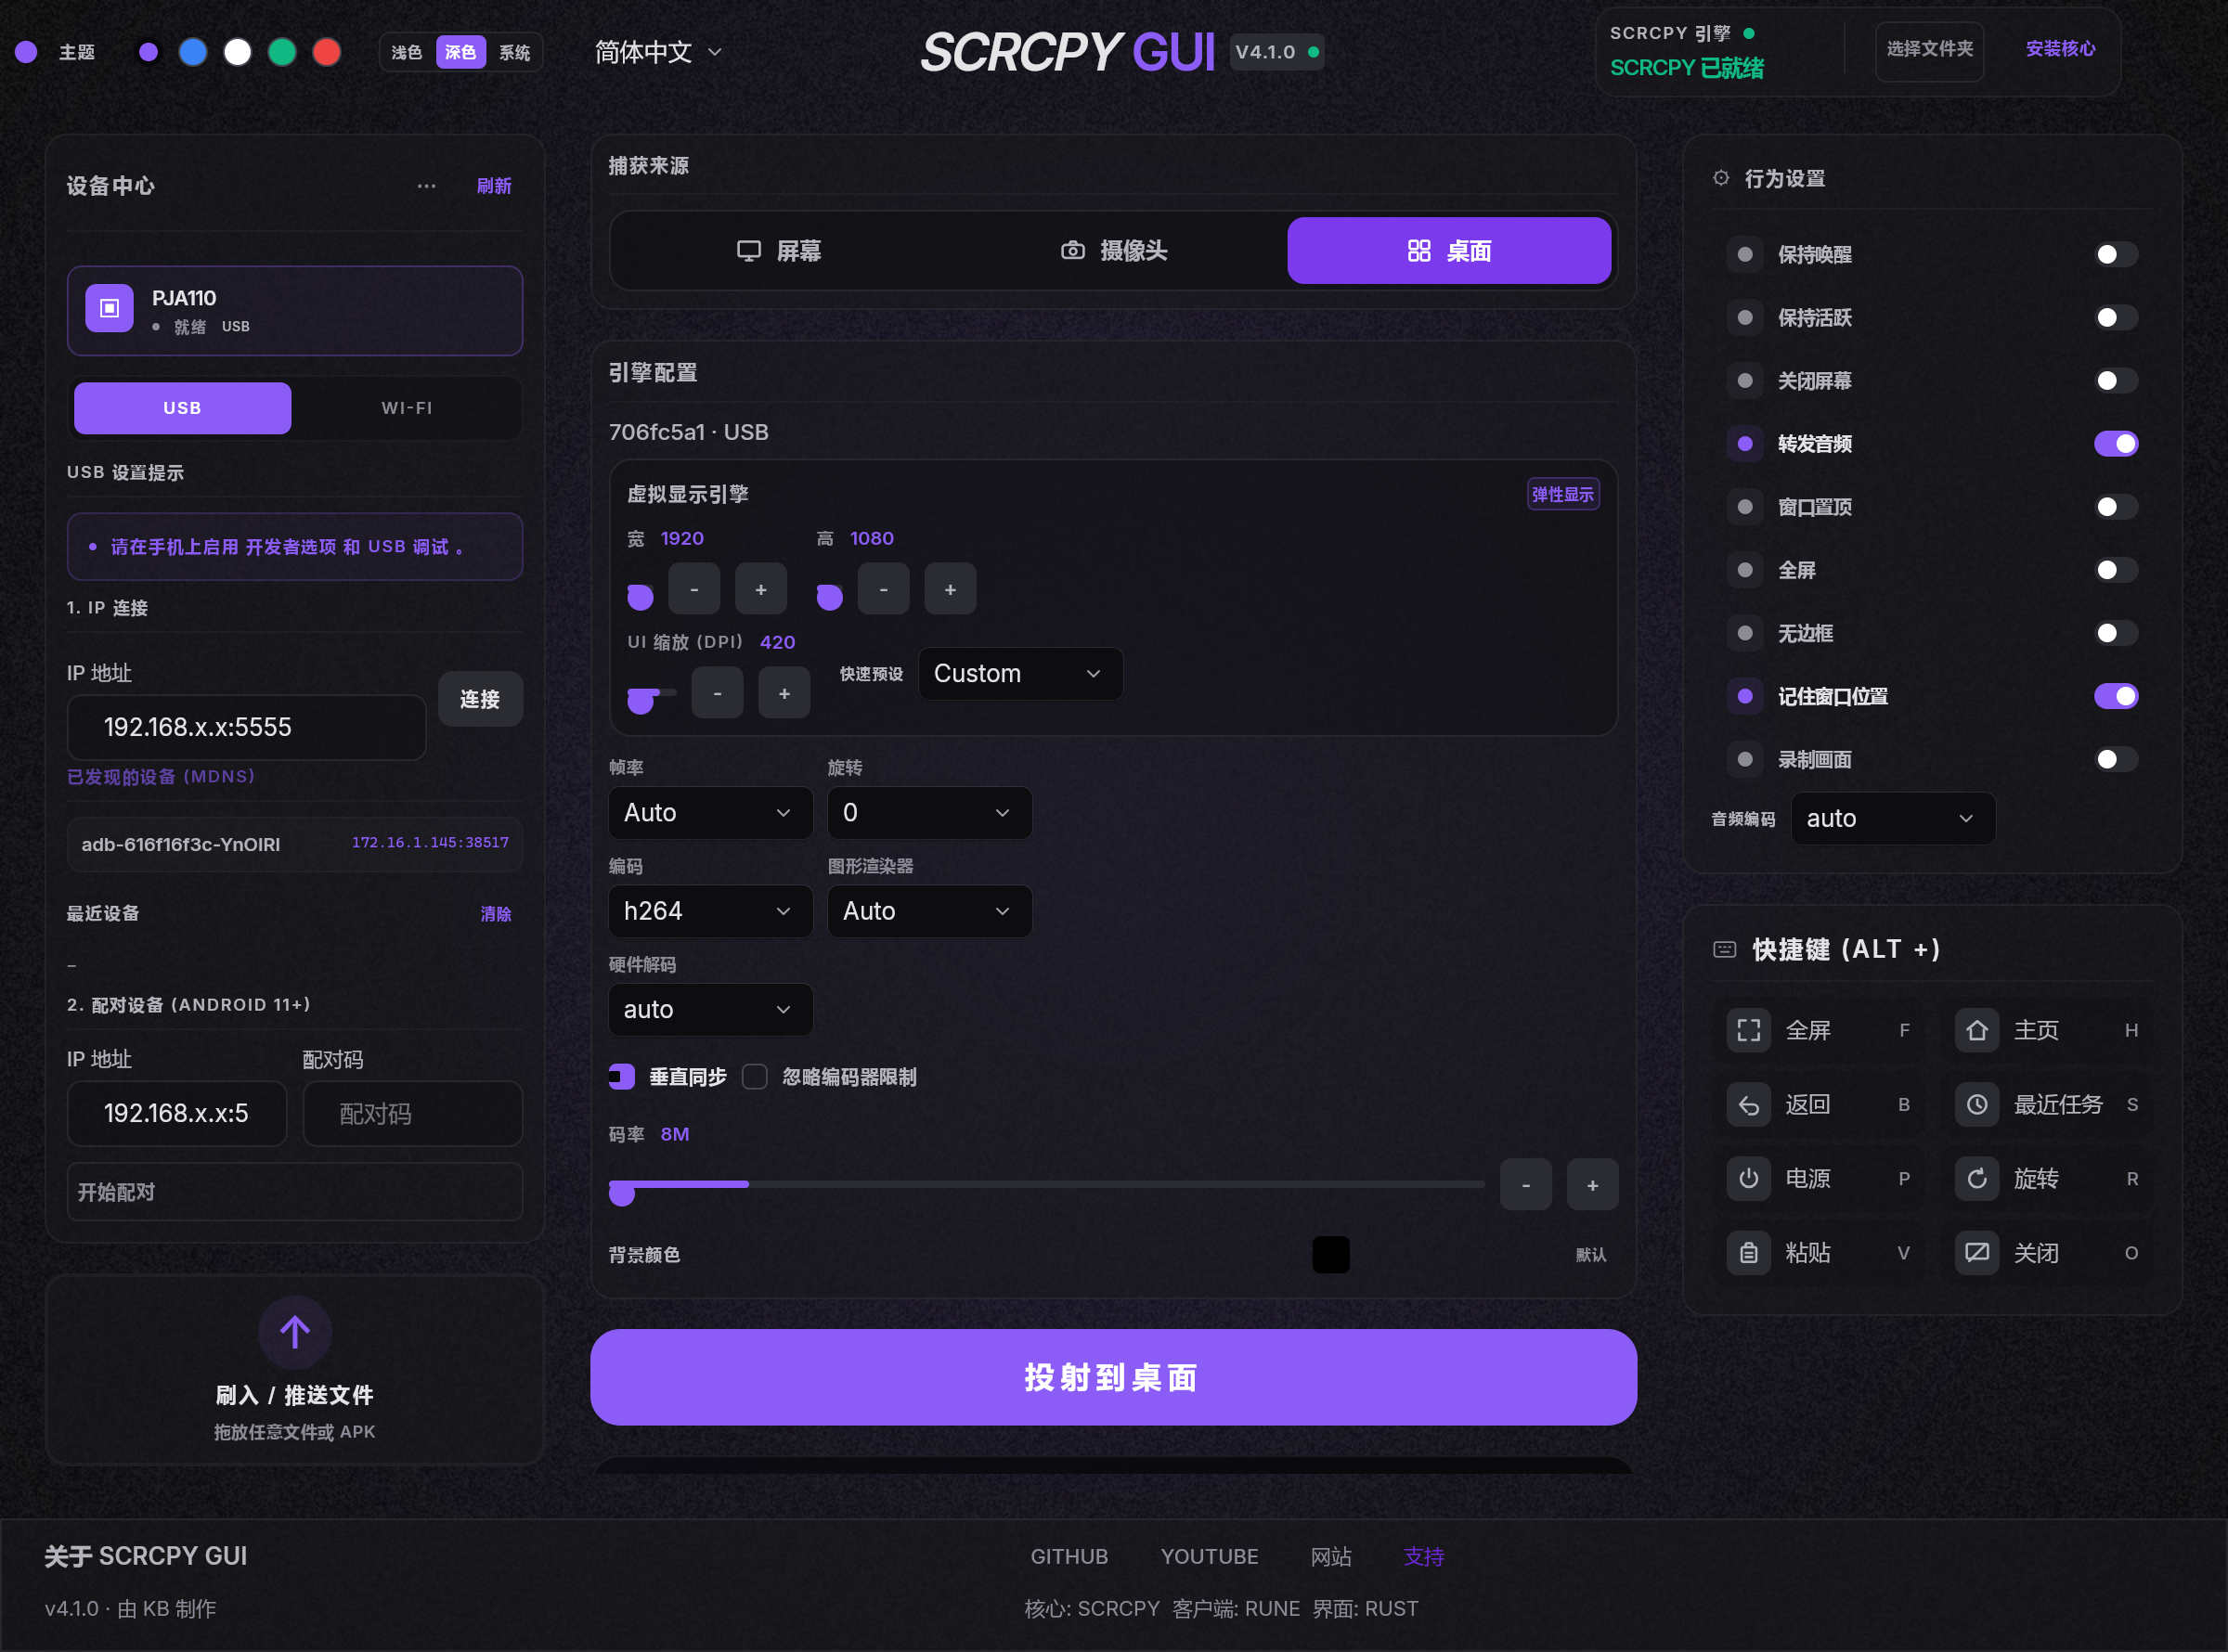 主题
浅色 深色 系统
简体中文
SCRCPY GUI V4.1.0
SCRCPY 引擎
SCRCPY 已就绪
选择文件夹
安装核心
设备中心
...
刷新
PJA110
就绪 USB
USB
WI-FI
USB 设置提示
请在手机上启用 开发者选项 和 USB 调试 。
1. IP 连接
IP 地址
192.168.x.x:5555
连接
已发现的设备 (MDNS)
adb-616f16f3c-YnOIRI 172.16.1.145:38517
最近设备 清除
–
2. 配对设备 (ANDROID 11+)
IP 地址 配对码
192.168.x.x:5 配对码
开始配对
刷入 / 推送文件
拖放任意文件或 APK
捕获来源
屏幕 摄像头 桌面
引擎配置
706fc5a1 · USB
虚拟显示引擎 弹性显示
宽 1920 高 1080
- + - +
UI 缩放 (DPI) 420
- + 快速预设 Custom
帧率 旋转
Auto 0
编码 图形渲染器
h264 Auto
硬件解码
auto
垂直同步 忽略编码器限制
码率 8M
- +
背景颜色 默认
投射到桌面
行为设置
保持唤醒
保持活跃
关闭屏幕
转发音频
窗口置顶
全屏
无边框
记住窗口位置
录制画面
音频编码 auto
快捷键 (ALT +)
全屏 F 主页 H
返回 B 最近任务 S
电源 P 旋转 R
粘贴 V 关闭 O
关于 SCRCPY GUI
v4.1.0 · 由 KB 制作
GITHUB YOUTUBE 网站 支持
核心: SCRCPY 客户端: RUNE 界面: RUST